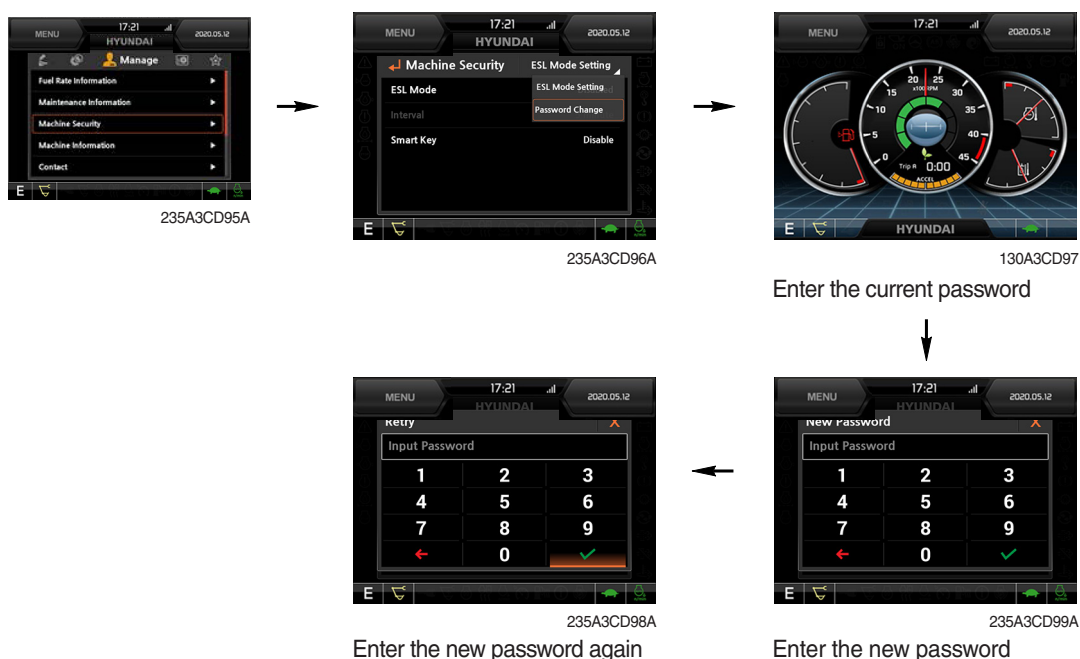 MENU 17:21 2020.05.12
HYUNDAI
Manage
Fuel Rate Information
Maintenance Information
Machine Security
Machine Information
Contact
E
235A3CD95A
MENU 17:21 2020.05.12
HYUNDAI
Machine Security ESL Mode Setting
ESL Mode ESL Mode Setting
Password Change
Interval
Smart Key Disable
E
235A3CD96A
MENU 17:21 2020.05.12
0 5 10 15 20 25 30 35 40 45
x100 RPM
Trip A 0:00
ACCEL
E HYUNDAI
130A3CD97
Enter the current password
MENU 17:21 2020.05.12
HYUNDAI
New Password X
Input Password
1 2 3
4 5 6
7 8 9
0
E
235A3CD99A
Enter the new password
MENU 17:21 2020.05.12
HYUNDAI
Retry X
Input Password
1 2 3
4 5 6
7 8 9
0
E
235A3CD98A
Enter the new password again